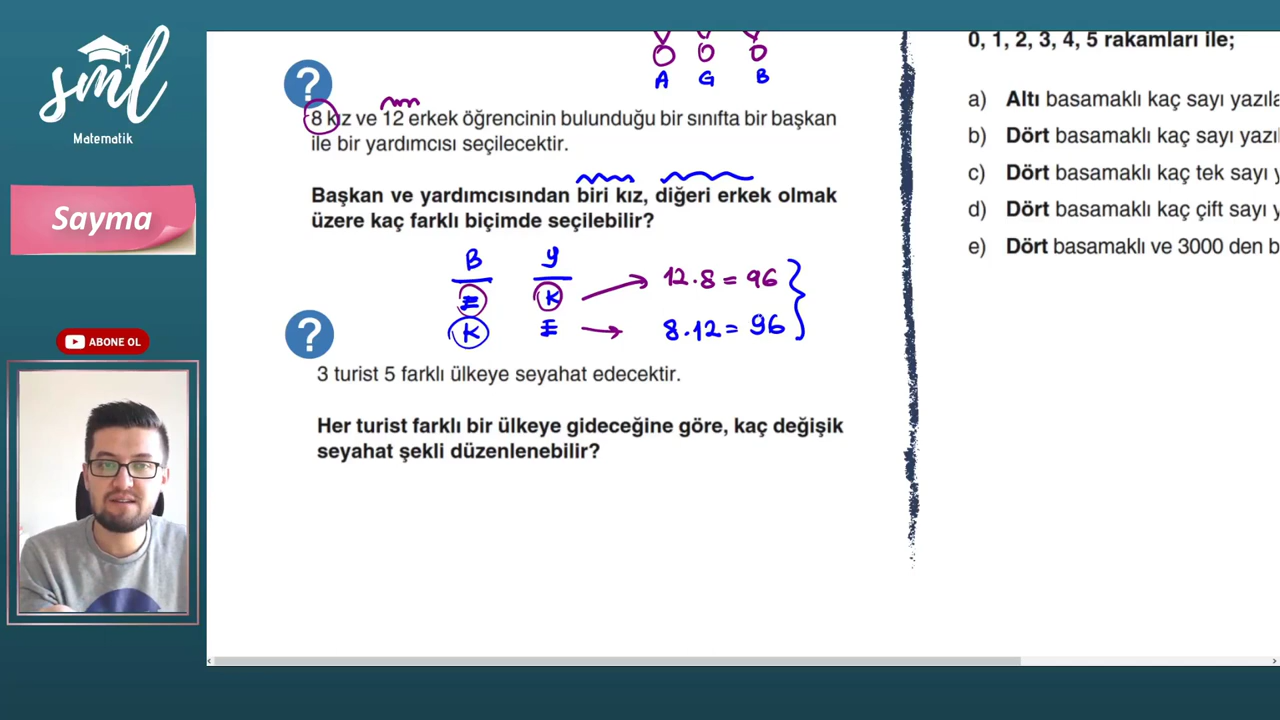 sml
Matematik
Sayma
ABONE OL
A G B
?
8 kız ve 12 erkek öğrencinin bulunduğu bir sınıfta bir başkan
ile bir yardımcısı seçilecektir.
Başkan ve yardımcısından biri kız, diğeri erkek olmak
üzere kaç farklı biçimde seçilebilir?
B Y
E K → 12.8 = 96
K E → 8.12 = 96
?
3 turist 5 farklı ülkeye seyahat edecektir.
Her turist farklı bir ülkeye gideceğine göre, kaç değişik
seyahat şekli düzenlenebilir?
0, 1, 2, 3, 4, 5 rakamları ile;
a) Altı basamaklı kaç sayı yazıla
b) Dört basamaklı kaç sayı yazıl
c) Dört basamaklı kaç tek sayı y
d) Dört basamaklı kaç çift sayı y
e) Dört basamaklı ve 3000 den b